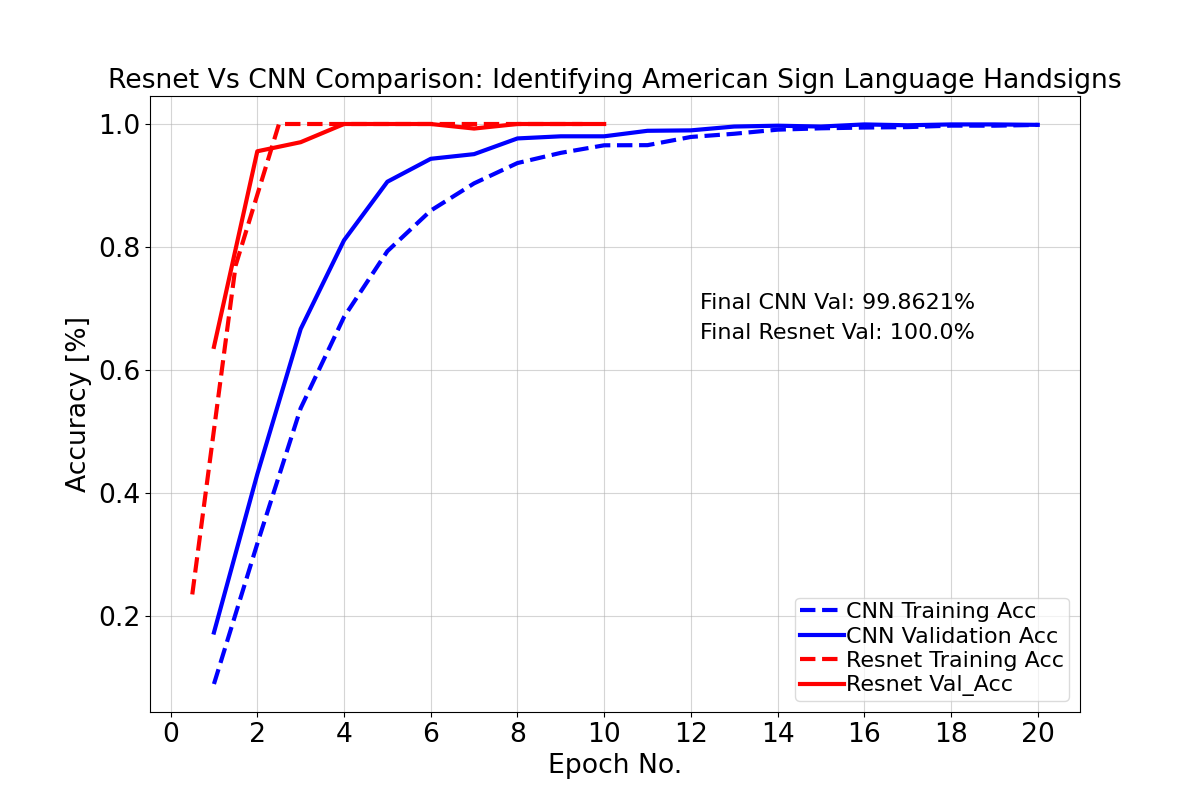 Resnet Vs CNN Comparison: Identifying American Sign Language Handsigns
1.0
0.8
0.6
0.4
0.2
Accuracy [%]
Final CNN Val: 99.8621%
Final Resnet Val: 100.0%
CNN Training Acc
CNN Validation Acc
Resnet Training Acc
Resnet Val_Acc
0 2 4 6 8 10 12 14 16 18 20
Epoch No.